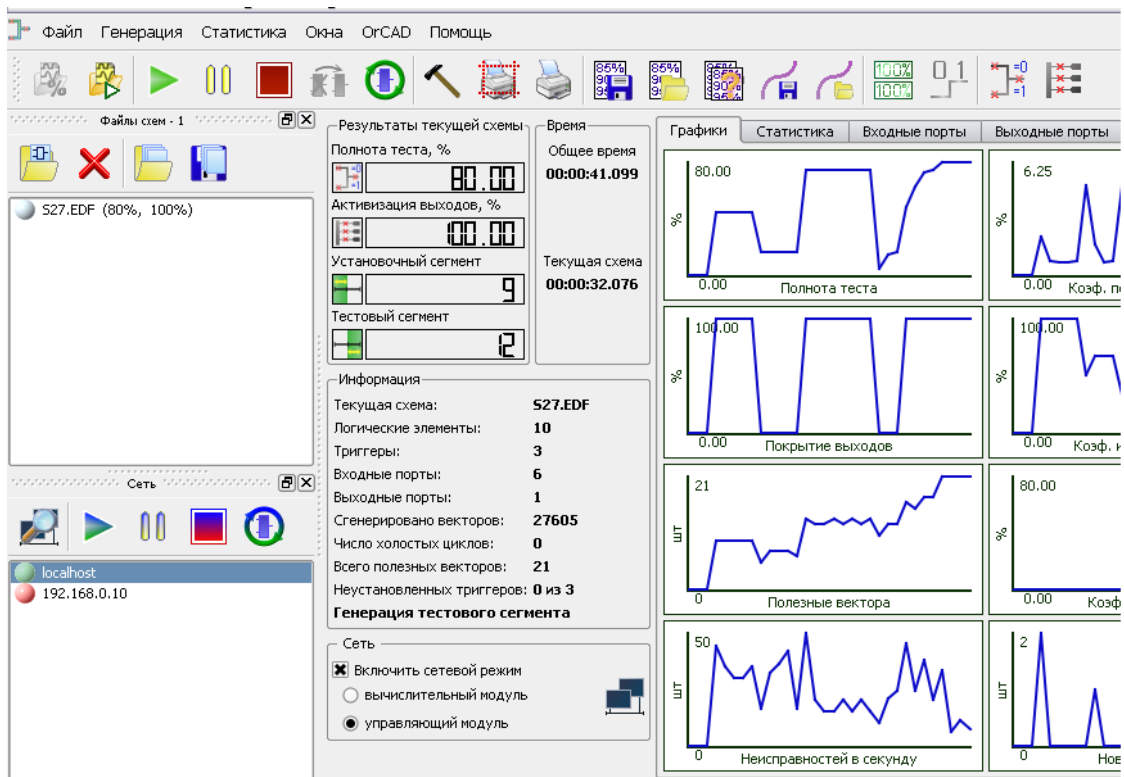 Файл Генерация Статистика Окна OrCAD Помощь
Файлы схем - 1
S27.EDF (80%, 100%)
Сеть
localhost
192.168.0.10
Результаты текущей схемы
Полнота теста, %
80.00
Активизация выходов, %
100.00
Установочный сегмент
9
Тестовый сегмент
12
Время
Общее время
00:00:41.099
Текущая схема
00:00:32.076
Информация
Текущая схема: S27.EDF
Логические элементы: 10
Триггеры: 3
Входные порты: 6
Выходные порты: 1
Сгенерировано векторов: 27605
Число холостых циклов: 0
Всего полезных векторов: 21
Неустановленных триггеров: 0 из 3
Генерация тестового сегмента
Сеть
Включить сетевой режим
вычислительный модуль
управляющий модуль
Графики Статистика Входные порты Выходные порты
80.00
%
0.00 Полнота теста
6.25
%
0.00 Коэф.
100.00
%
0.00 Покрытие выходов
100.00
%
0.00 Коэф.
21
шт
0 Полезные вектора
80.00
%
0.00
50
шт
0 Неисправностей в секунду
2
шт
0